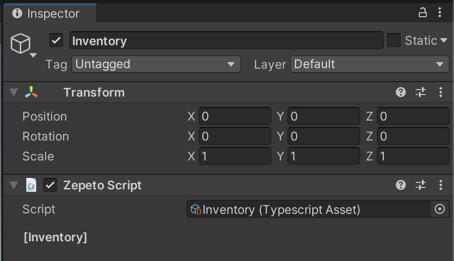 Inspector
Inventory Static
Tag Untagged Layer Default
Transform
Position X 0 Y 0 Z 0
Rotation X 0 Y 0 Z 0
Scale X 1 Y 1 Z 1
Zepeto Script
Script Inventory (Typescript Asset)
[Inventory]